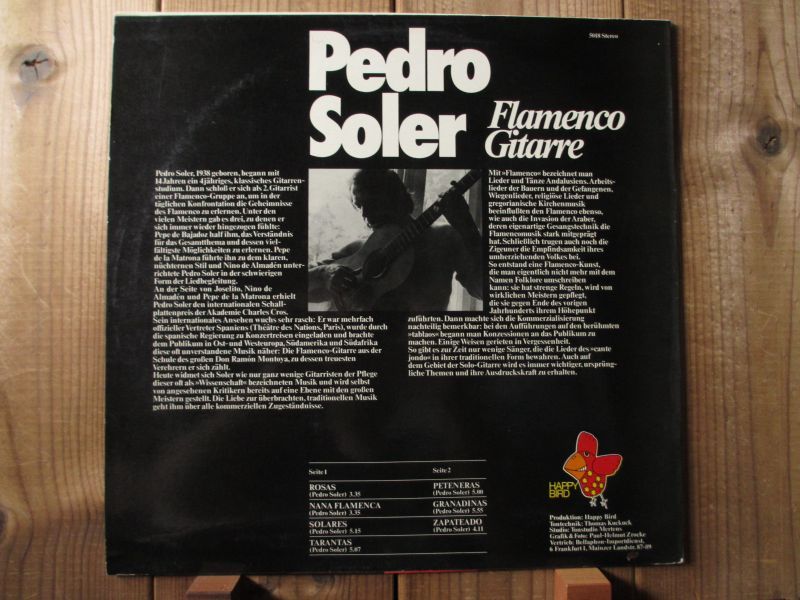 5018 Stereo
Pedro
Soler
Flamenco
Gitarre
Pedro Soler, 1938 geboren, begann mit
14 Jahren ein 4jähriges, klassisches Gitarren-
studium. Dann schloß er sich als 2. Gitarrist
einer Flamenco-Gruppe an, um in der
täglichen Konfrontation die Geheimnisse
des Flamenco zu erlernen. Unter den
vielen Meistern gab es drei, zu denen er
sich immer wieder hingezogen fühlte:
Pepe de Bajadoz half ihm, das Verständnis
für das Gesamtthema und dessen viel-
fältigste Möglichkeiten zu erlernen. Pepe
de la Matrona führte ihn zu dem klaren,
nüchternen Stil und Nino de Almadén unter-
richtete Pedro Soler in der schwierigen
Form der Liedbegleitung.
An der Seite von Joselito, Nino de
Almadén und Pepe de la Matrona erhielt
Pedro Soler den internationalen Schall-
plattenpreis der Akademie Charles Cros.
Sein internationales Ansehen wuchs sehr rasch: Er war mehrfach
offizieller Vertreter Spaniens (Théatre des Nations, Paris), wurde durch
die spanische Regierung zu Konzertreisen eingeladen und brachte
dem Publikum in Ost- und Westeuropa, Südamerika und Südafrika
diese oft unverstandene Musik näher: Die Flamenco-Gitarre aus der
Schule des großen Don Ramón Montoya, zu dessen treuesten
Verehrern er sich zählt.
Heute widmet sich Soler wie nur ganz wenige Gitarristen der Pflege
dieser oft als »Wissenschaft« bezeichneten Musik und wird selbst
von angesehenen Kritikern bereits auf eine Ebene mit den großen
Meistern gestellt. Die Liebe zur überbrachten, traditionellen Musik
geht ihm über alle kommerziellen Zugeständnisse.
Mit »Flamenco« bezeichnet man
Lieder und Tänze Andalusiens. Arbeits-
lieder der Bauern und der Gefangenen,
Wiegenlieder, religiöse Lieder und
gregorianische Kirchenmusik
beeinflußten den Flamenco ebenso,
wie auch die Invasion der Araber,
deren eigenartige Gesangstechnik die
Flamencomusik stark mitgeprägt
hat. Schließlich trugen auch noch die
Zigeuner die Empfindsamkeit ihres
umherziehenden Volkes bei.
So entstand eine Flamenco-Kunst,
die man eigentlich nicht mehr mit dem
Namen Folklore umschreiben
kann: sie hat strenge Regeln, wird von
wirklichen Meistern gepflegt,
die sie gegen Ende des vorigen
Jahrhunderts ihrem Höhepunkt
zuführten. Dann machte sich die Kommerzialisierung
nachteilig bemerkbar: bei den Aufführungen auf den berühmten
»tablaos« begann man Konzessionen an das Publikum zu
machen. Einige Weisen gerieten in Vergessenheit.
So gibt es zur Zeit nur wenige Sänger, die die Lieder des »cante
jondo« in ihrer traditionellen Form bewahren. Auch auf
dem Gebiet der Solo-Gitarre wird es immer wichtiger, ursprüng-
liche Themen und ihre Ausdruckskraft zu erhalten.
Seite 1
ROSAS
(Pedro Soler) 3.35
NANA FLAMENCA
(Pedro Soler) 3.35
SOLARES
(Pedro Soler) 5.15
TARANTAS
(Pedro Soler) 5.07
Seite 2
PETENERAS
(Pedro Soler) 5.00
GRANADINAS
(Pedro Soler) 5.55
ZAPATEADO
(Pedro Soler) 4.11
HAPPY
BIRD
Produktion: Happy Bird
Tontechnik: Thomas Kuckuck
Studio: Tonstudio Mertens
Grafik & Foto: Paul-Helmut Zrocke
Vertrieb: Bellaphon-Importdienst,
6 Frankfurt 1, Mainzer Landstr. 87-89